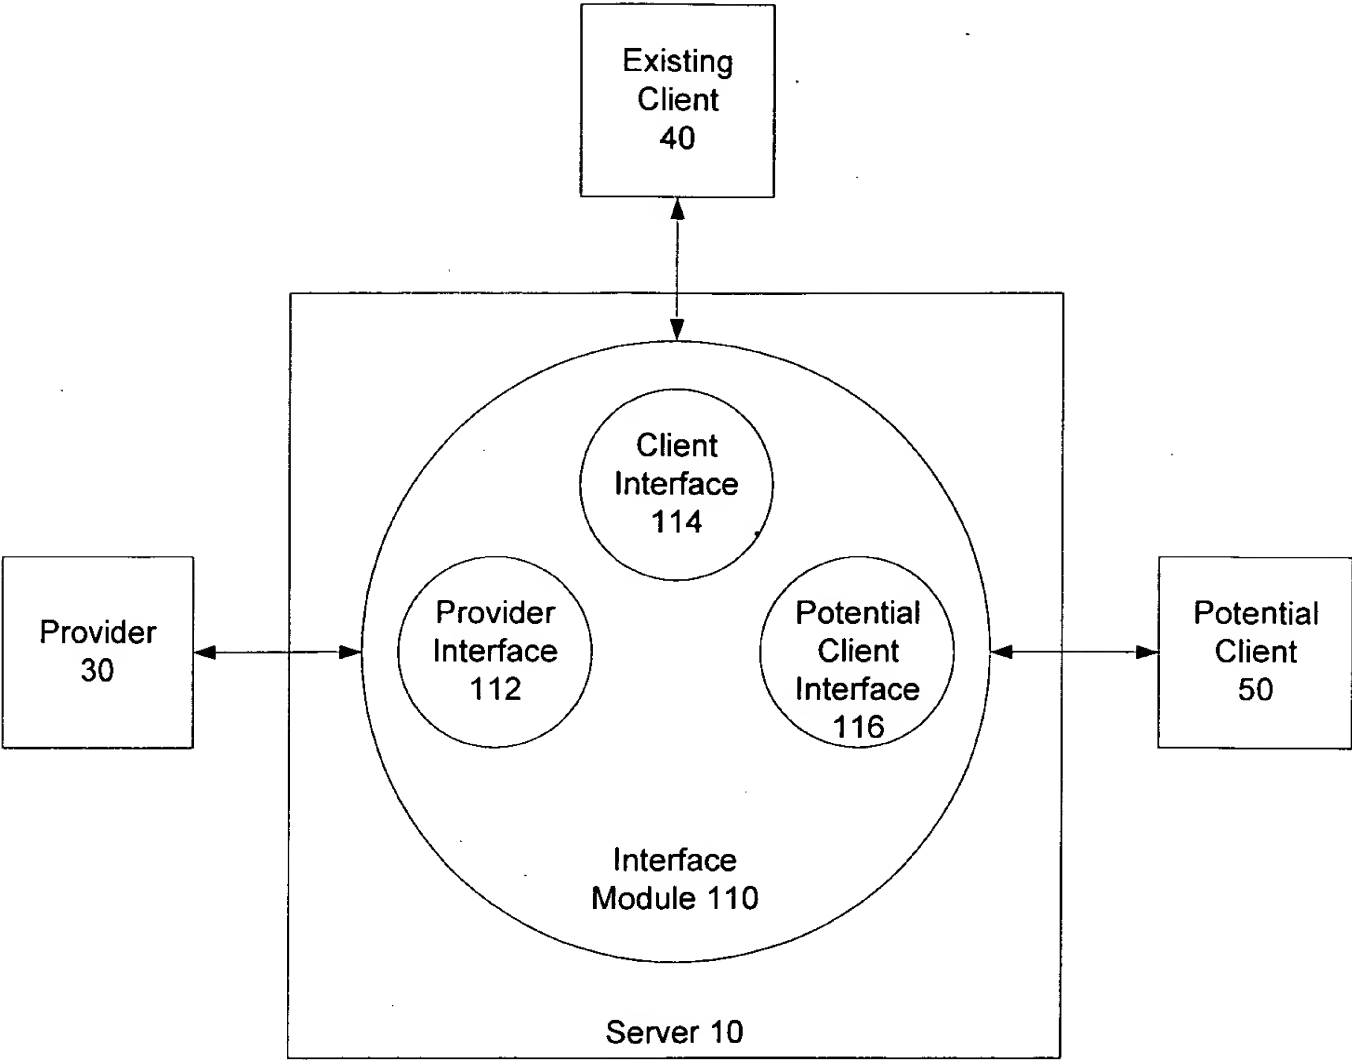 Existing
Client
40
Client
Interface
114
Provider
30
Provider
Interface
112
Potential
Client
Interface
116
Potential
Client
50
Interface
Module 110
Server 10